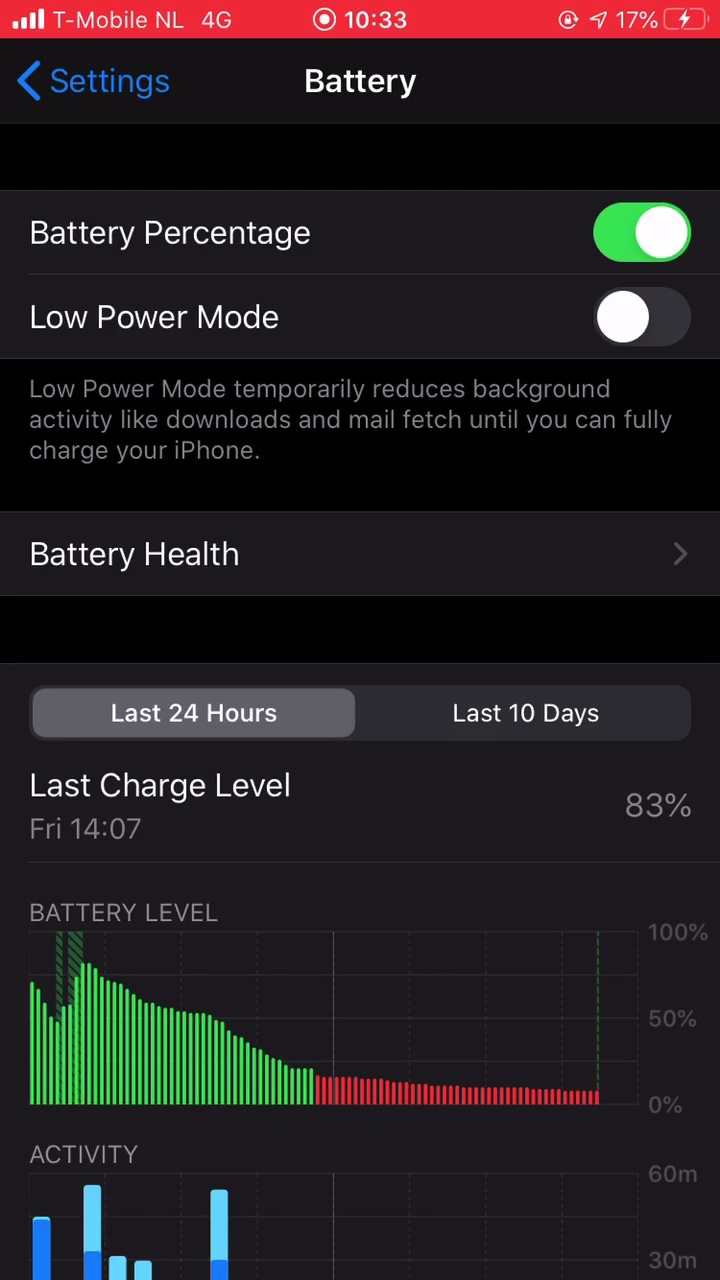 T-Mobile NL 4G 10:33 17%
Settings Battery
Battery Percentage
Low Power Mode
Low Power Mode temporarily reduces background
activity like downloads and mail fetch until you can fully
charge your iPhone.
Battery Health
Last 24 Hours Last 10 Days
Last Charge Level
83%
Fri 14:07
BATTERY LEVEL
100%
50%
0%
ACTIVITY
60m
30m